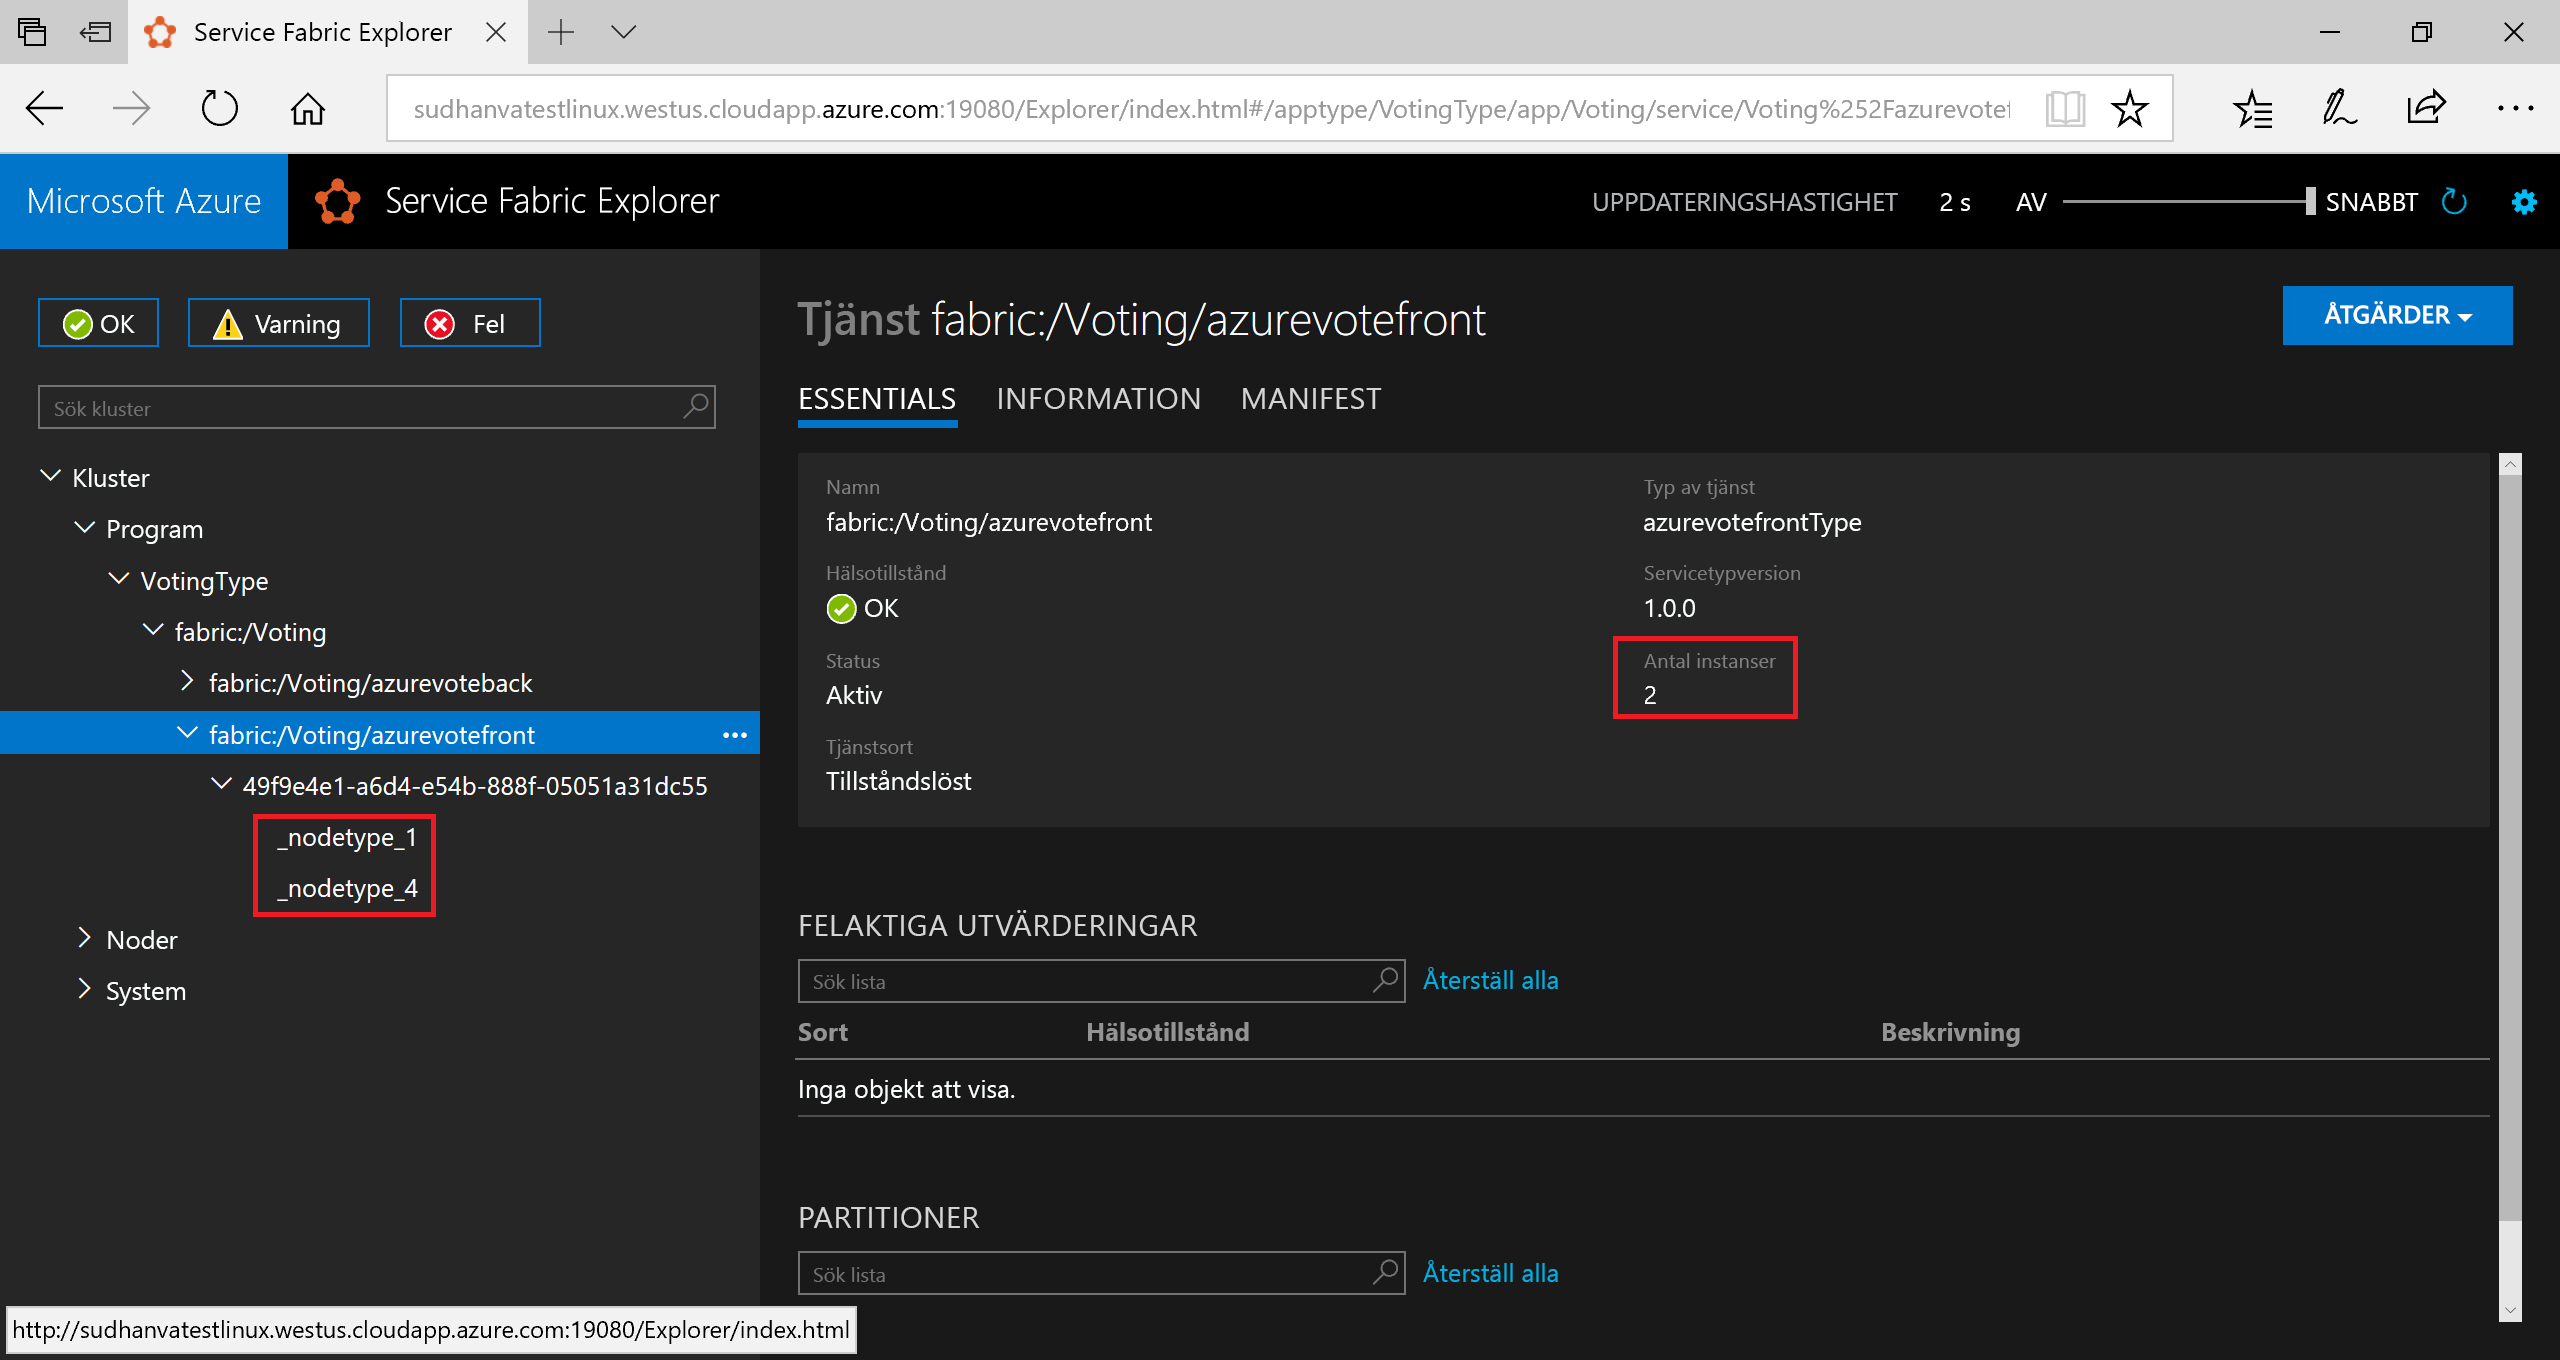 Service Fabric Explorer
sudhanvatestlinux.westus.cloudapp.azure.com:19080/Explorer/index.html#/apptype/VotingType/app/Voting/service/Voting%252Fazurevotef
Microsoft Azure
Service Fabric Explorer
UPPDATERINGSHASTIGHET 2 s AV SNABBT
OK
Varning
Fel
Sök kluster
Kluster
Program
VotingType
fabric:/Voting
fabric:/Voting/azurevoteback
fabric:/Voting/azurevotefront
49f9e4e1-a6d4-e54b-888f-05051a31dc55
_nodetype_1
_nodetype_4
Noder
System
Tjänst fabric:/Voting/azurevotefront
ÅTGÄRDER
ESSENTIALS INFORMATION MANIFEST
Namn
fabric:/Voting/azurevotefront
Typ av tjänst
azurevotefrontType
Hälsotillstånd
OK
Servicetypversion
1.0.0
Status
Aktiv
Antal instanser
2
Tjänstsort
Tillståndslöst
FELAKTIGA UTVÄRDERINGAR
Sök lista
Återställ alla
Sort Hälsotillstånd Beskrivning
Inga objekt att visa.
PARTITIONER
Sök lista
Återställ alla
http://sudhanvatestlinux.westus.cloudapp.azure.com:19080/Explorer/index.html